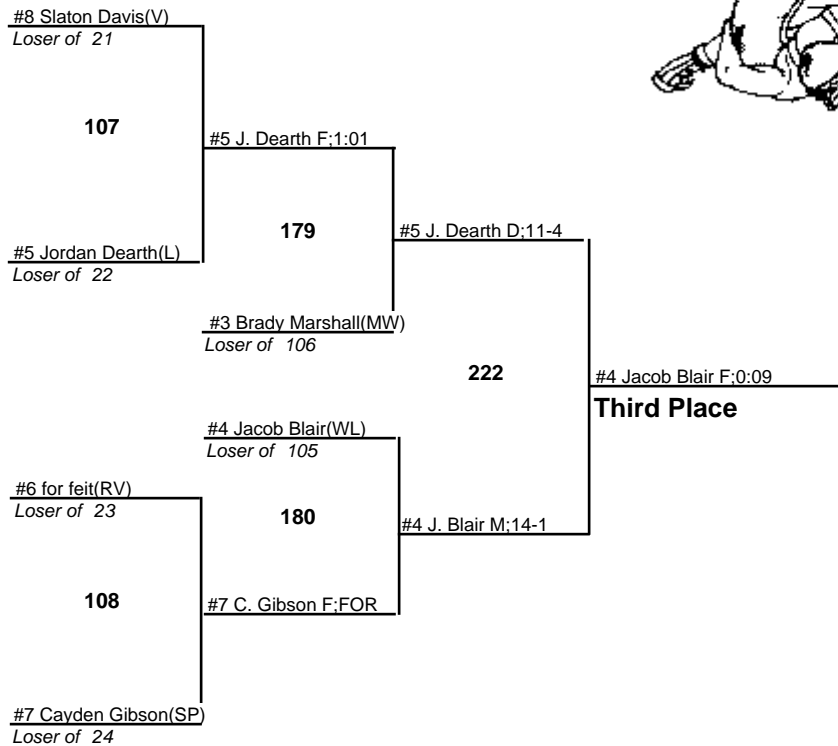 #8 Slaton Davis(V)
Loser of 21
107
#5 J. Dearth F;1:01
#5 Jordan Dearth(L)
Loser of 22
179
#5 J. Dearth D;11-4
#3 Brady Marshall(MW)
Loser of 106
222
#4 Jacob Blair F;0:09
Third Place
#4 Jacob Blair(WL)
Loser of 105
#6 for feit(RV)
Loser of 23
180
#4 J. Blair M;14-1
108
#7 C. Gibson F;FOR
#7 Cayden Gibson(SP)
Loser of 24